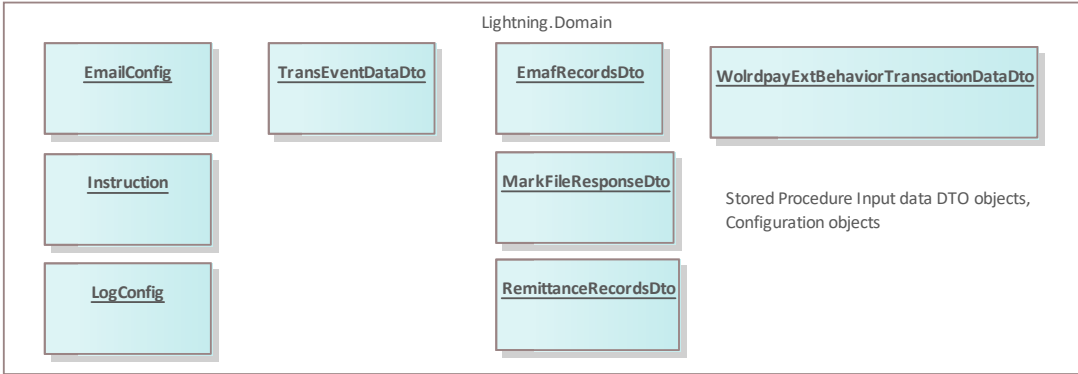 Lightning.Domain
EmailConfig
TransEventDataDto
EmafRecordsDto
WolrdpayExtBehaviorTransactionDataDto
Instruction
MarkFileResponseDto
Stored Procedure Input data DTO objects,
Configuration objects
LogConfig
RemittanceRecordsDto